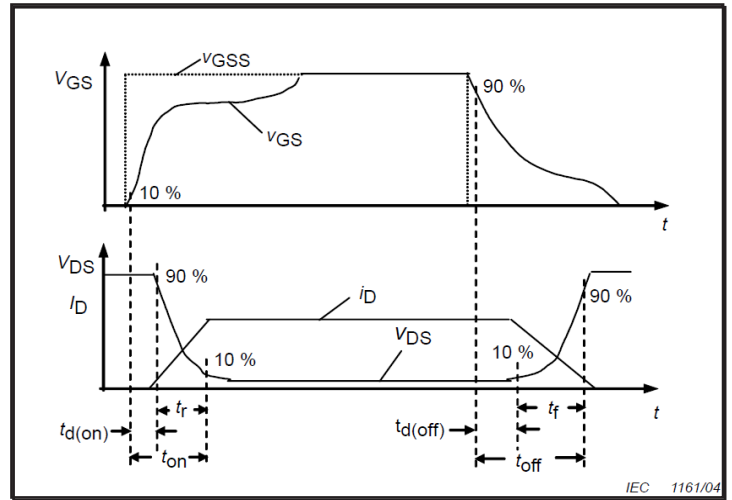 vGSS
VGS
90 %
vGS
10 %
t
VDS
90 %
iD
90 %
ID
VDS
10 %
10 %
tr
tf
t
td(on)
td(off)
ton
toff
IEC 1161/04